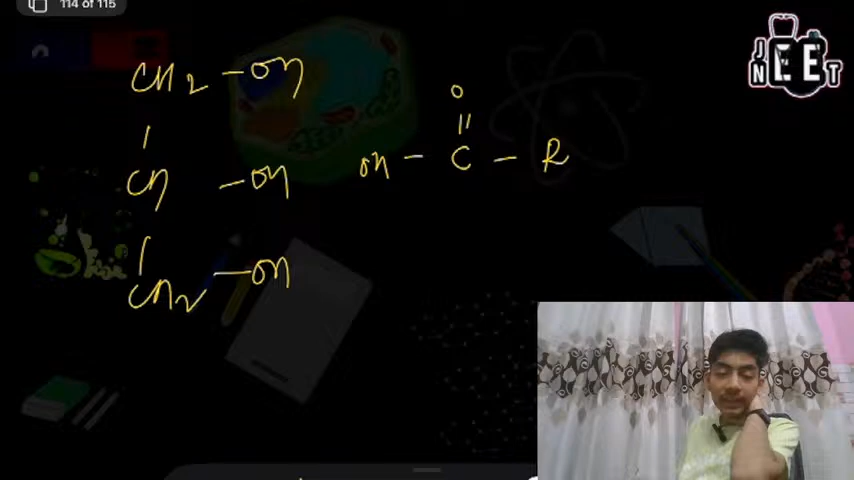 114 of 115
J NEET
CH2 - OH
O
||
CH - OH OH - C - R
CH2 - OH